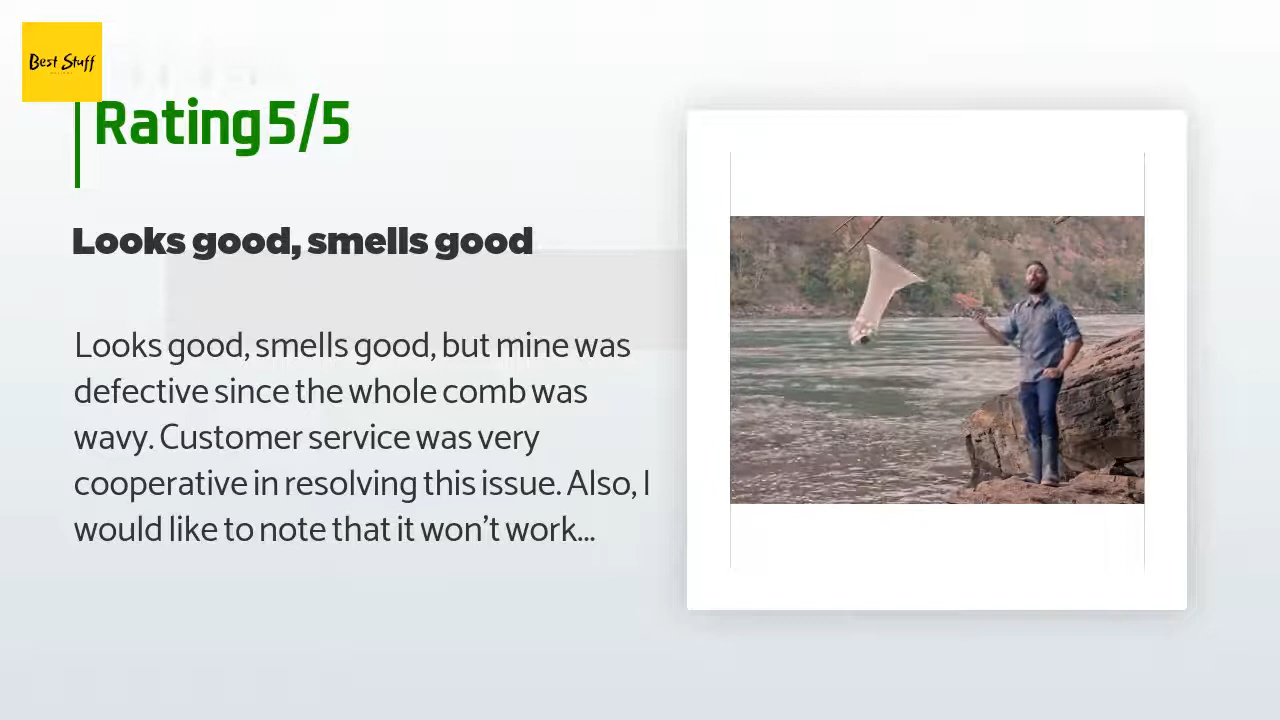 Best Stuff
Rating 5/5
Looks good, smells good
Looks good, smells good, but mine was
defective since the whole comb was
wavy. Customer service was very
cooperative in resolving this issue. Also, I
would like to note that it won't work...